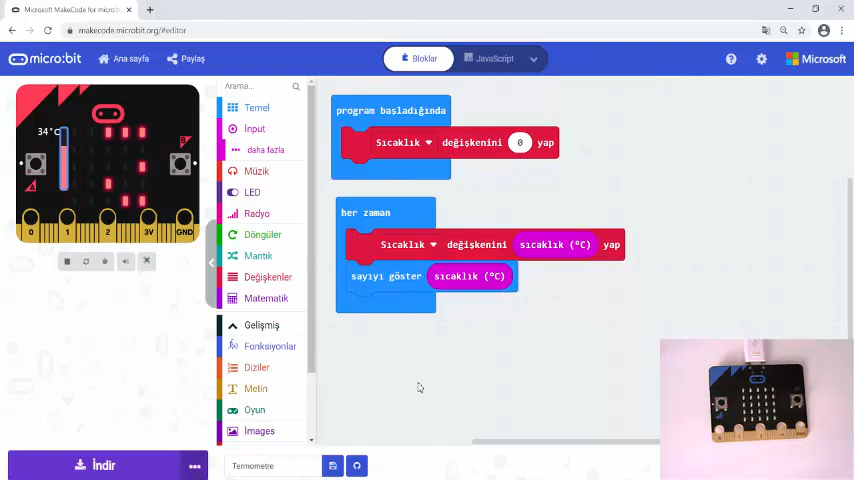 Microsoft MakeCode for micro:bit
makecode.microbit.org/#editor
micro:bit
Ana sayfa
Paylaş
Bloklar
JavaScript
Microsoft
34°C
A
B
0 1 2 3V GND
Arama...
Temel
İnput
daha fazla
Müzik
LED
Radyo
Döngüler
Mantık
Değişkenler
Matematik
Gelişmiş
Fonksiyonlar
Diziler
Metin
Oyun
İmages
program başladığında
Sıcaklık değişkenini 0 yap
her zaman
Sıcaklık değişkenini sıcaklık (°C) yap
sayıyı göster sıcaklık (°C)
İndir
Termometre